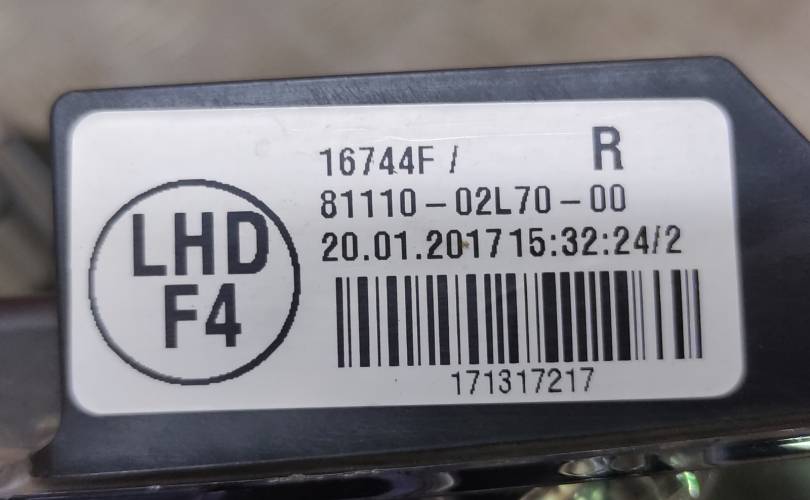 LHD
F4
16744F / R
81110-02L70-00
20.01.2017 15:32:24/2
171317217